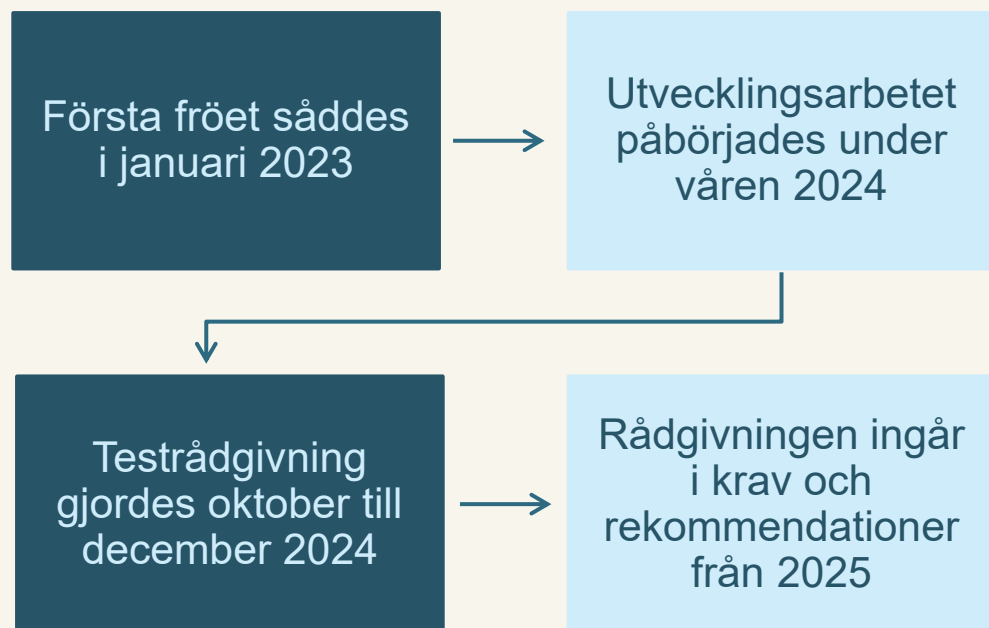 Första fröet såddes
i januari 2023
Utvecklingsarbetet
påbörjades under
våren 2024
Testrådgivning
gjordes oktober till
december 2024
Rådgivningen ingår
i krav och
rekommendationer
från 2025